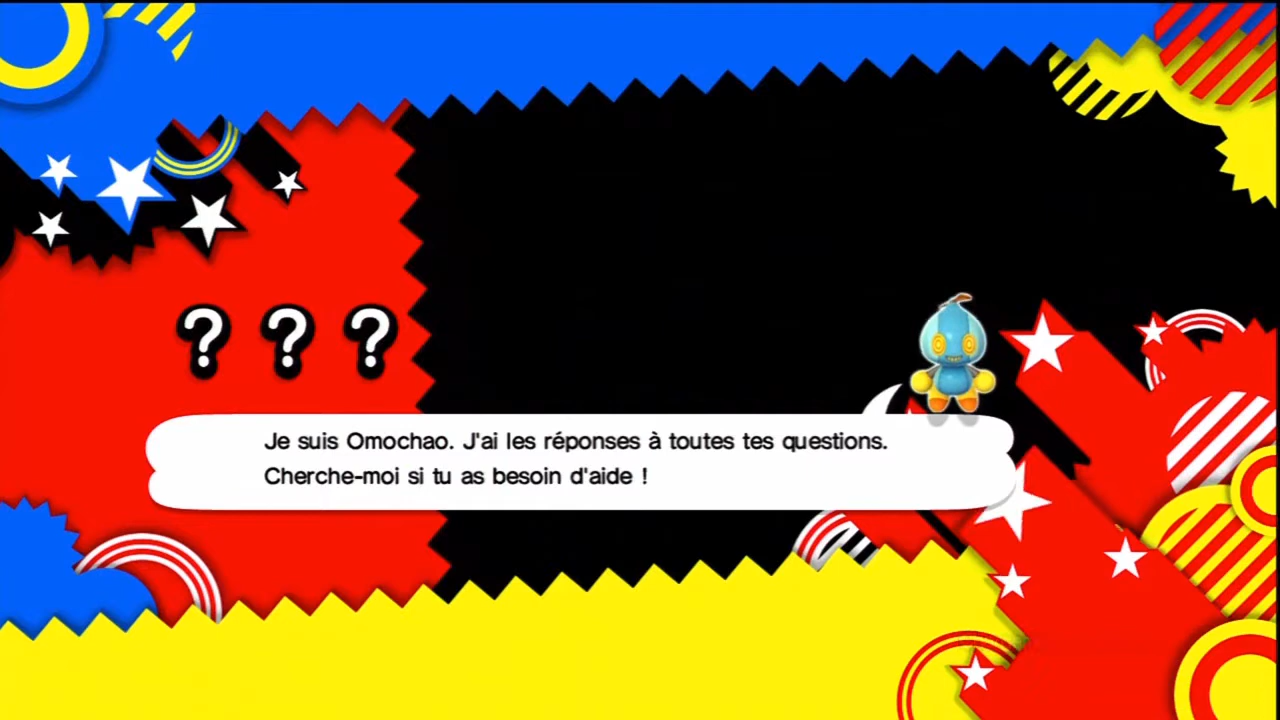 ? ? ?
Je suis Omochao. J'ai les réponses à toutes tes questions.
Cherche-moi si tu as besoin d'aide !